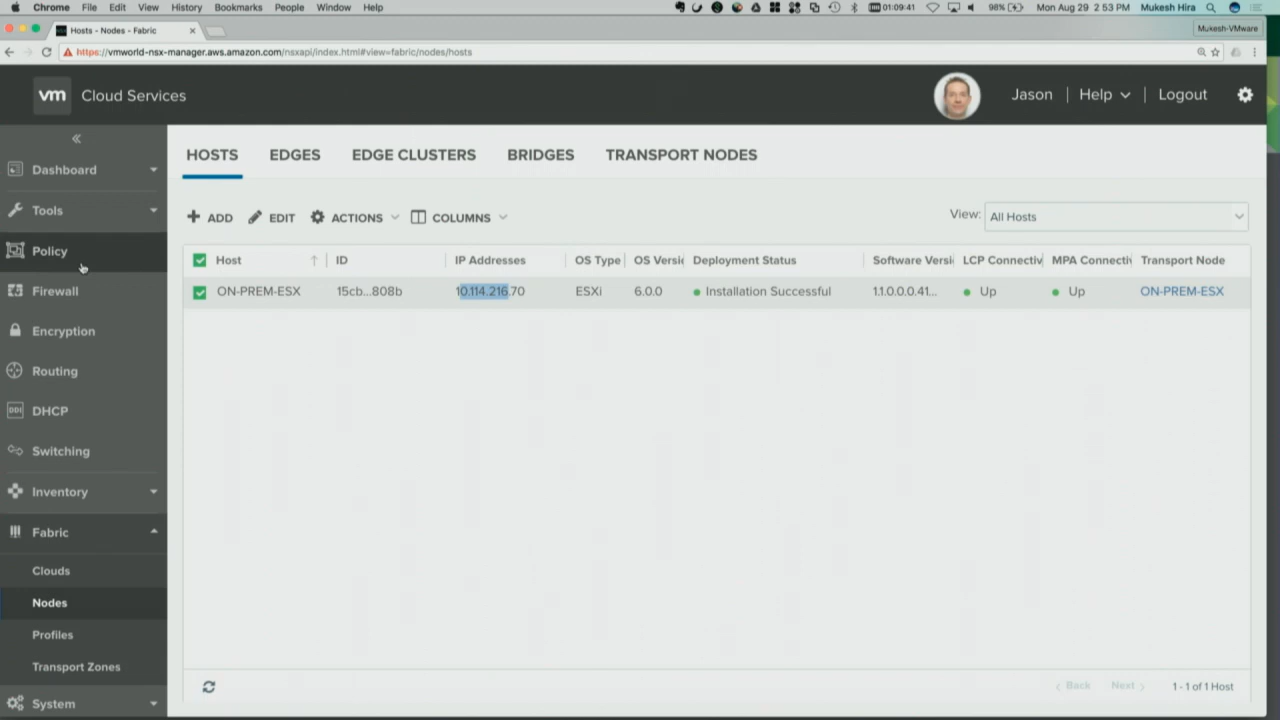 Chrome File Edit View History Bookmarks People Window Help 01:09:41 98% Mon Aug 29 2:53 PM Mukesh Hira
Hosts - Nodes - Fabric Mukesh-VMware
https://vmworld-nsx-manager.aws.amazon.com/nsxapi/index.html#view=fabric/nodes/hosts
vm Cloud Services Jason Help Logout
Dashboard
Tools
Policy
Firewall
Encryption
Routing
DDI DHCP
Switching
Inventory
Fabric
Clouds
Nodes
Profiles
Transport Zones
System
HOSTS EDGES EDGE CLUSTERS BRIDGES TRANSPORT NODES
ADD EDIT ACTIONS COLUMNS View: All Hosts
Host ID IP Addresses OS Type OS Versi Deployment Status Software Versi LCP Connectiv MPA Connecti Transport Node
ON-PREM-ESX 15cb...808b 10.114.216.70 ESXi 6.0.0 Installation Successful 1.1.0.0.0.41... Up Up ON-PREM-ESX
Back Next 1 - 1 of 1 Host